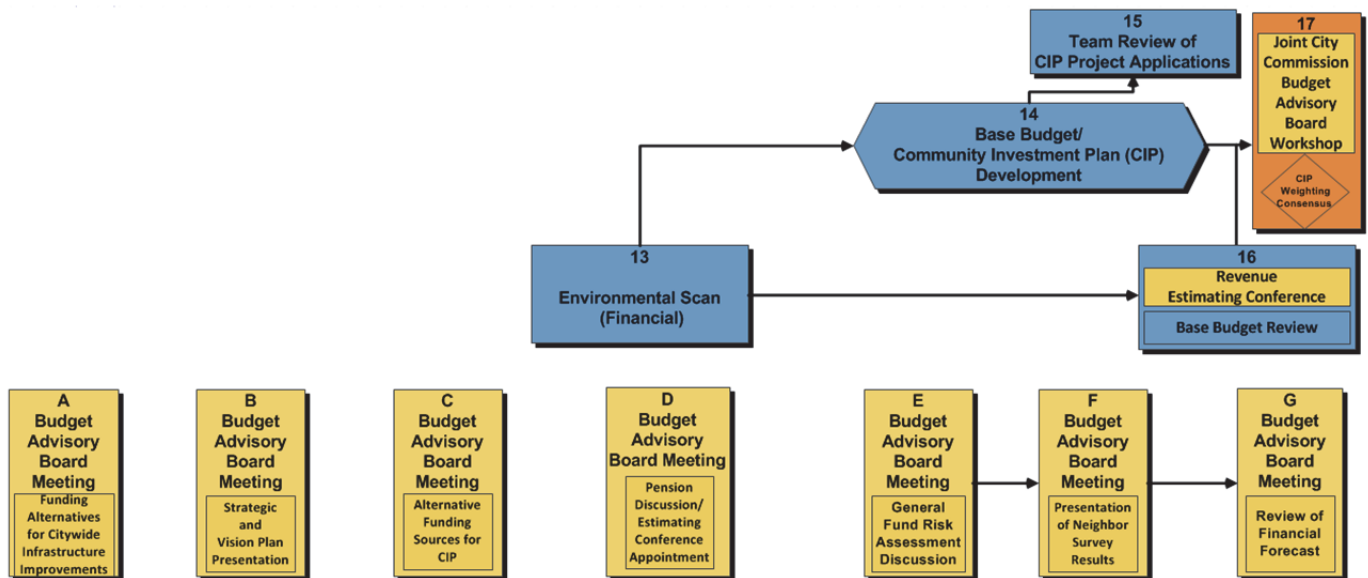 15
Team Review of
CIP Project Applications
17
Joint City
Commission
Budget
Advisory
Board
Workshop
CIP
Weighting
Consensus
14
Base Budget/
Community Investment Plan (CIP)
Development
13
Environmental Scan
(Financial)
16
Revenue
Estimating Conference
Base Budget Review
A
Budget
Advisory
Board
Meeting
Funding
Alternatives
for Citywide
Infrastructure
Improvements
B
Budget
Advisory
Board
Meeting
Strategic
and
Vision Plan
Presentation
C
Budget
Advisory
Board
Meeting
Alternative
Funding
Sources for
CIP
D
Budget
Advisory
Board Meeting
Pension
Discussion/
Estimating
Conference
Appointment
E
Budget
Advisory
Board
Meeting
General
Fund Risk
Assessment
Discussion
F
Budget
Advisory
Board
Meeting
Presentation
of Neighbor
Survey
Results
G
Budget
Advisory
Board
Meeting
Review of
Financial
Forecast